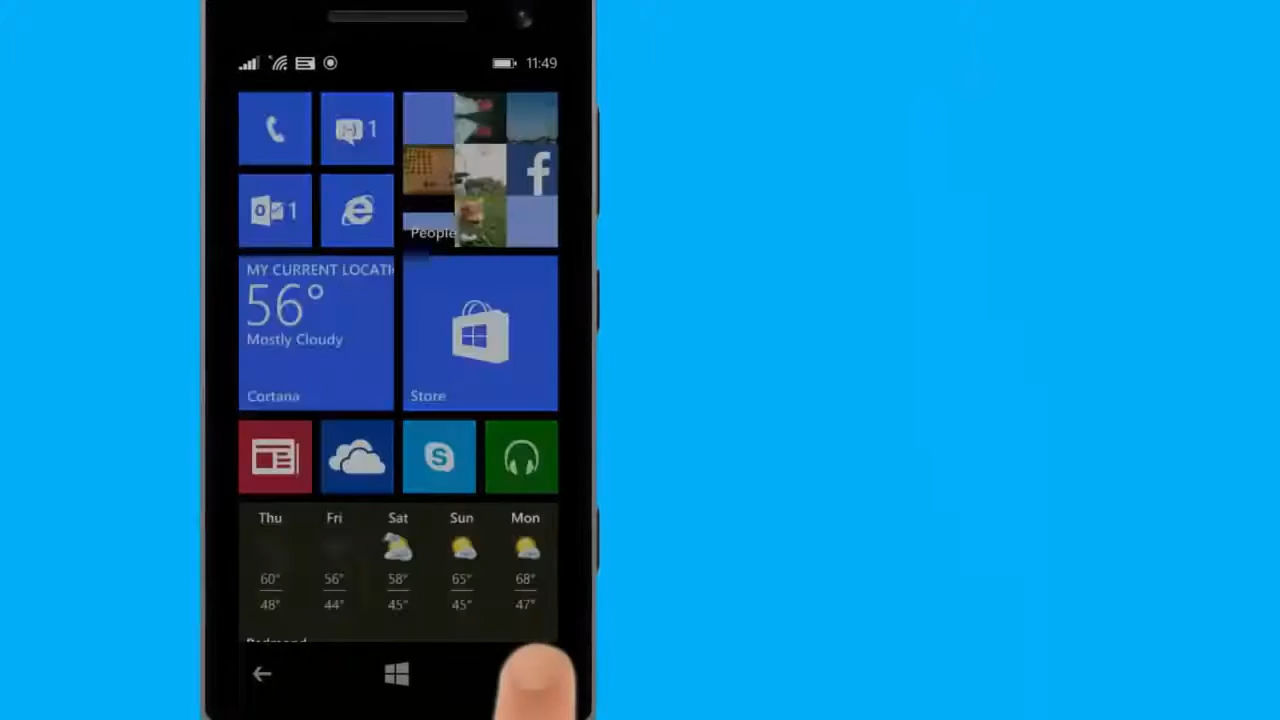 11:49
1
1
People
MY CURRENT LOCATI
56°
Mostly Cloudy
Cortana
Store
Thu Fri Sat Sun Mon
60° 56° 58° 65° 68°
48° 44° 45° 45° 47°
Redmond